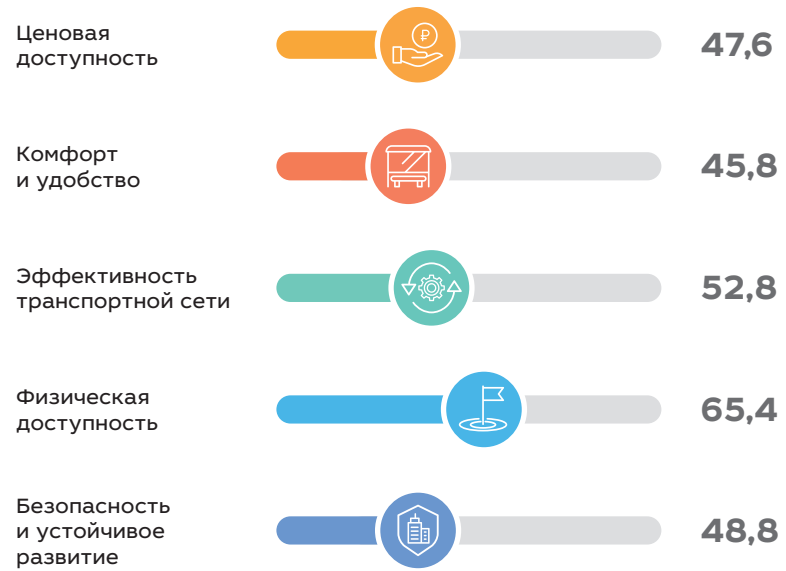 Ценовая
доступность
47,6
Комфорт
и удобство
45,8
Эффективность
транспортной сети
52,8
Физическая
доступность
65,4
Безопасность
и устойчивое
развитие
48,8